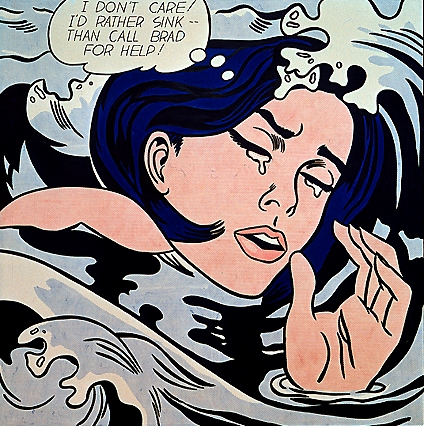 I DON'T CARE!
I'D RATHER SINK --
THAN CALL BRAD
FOR HELP!